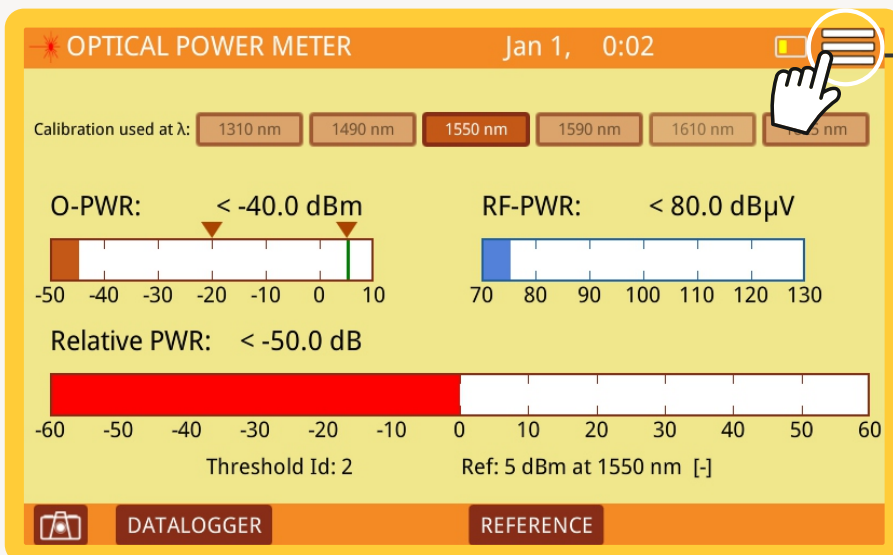 OPTICAL POWER METER Jan 1, 0:02
Calibration used at λ: 1310 nm 1490 nm 1550 nm 1590 nm 1610 nm nm
O-PWR: < -40.0 dBm RF-PWR: < 80.0 dBµV
-50 -40 -30 -20 -10 0 10 70 80 90 100 110 120 130
Relative PWR: < -50.0 dB
-60 -50 -40 -30 -20 -10 0 10 20 30 40 50 60
Threshold Id: 2 Ref: 5 dBm at 1550 nm [-]
DATALOGGER REFERENCE